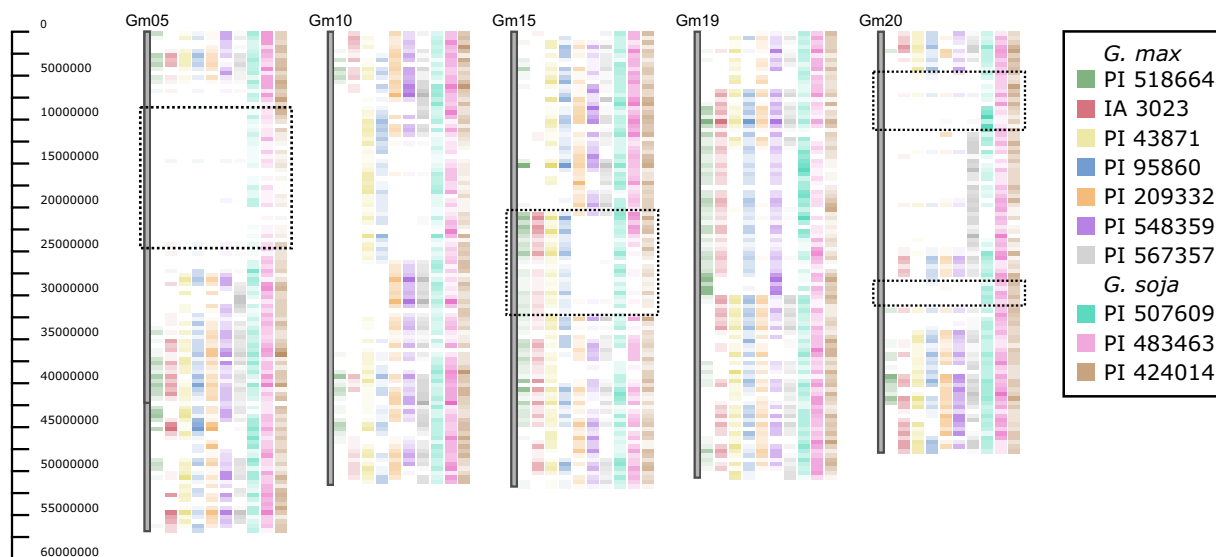 Gm05 Gm10 Gm15 Gm19 Gm20
0
5000000
10000000
15000000
20000000
25000000
30000000
35000000
40000000
45000000
50000000
55000000
60000000
G. max
PI 518664
IA 3023
PI 43871
PI 95860
PI 209332
PI 548359
PI 567357
G. soja
PI 507609
PI 483463
PI 424014